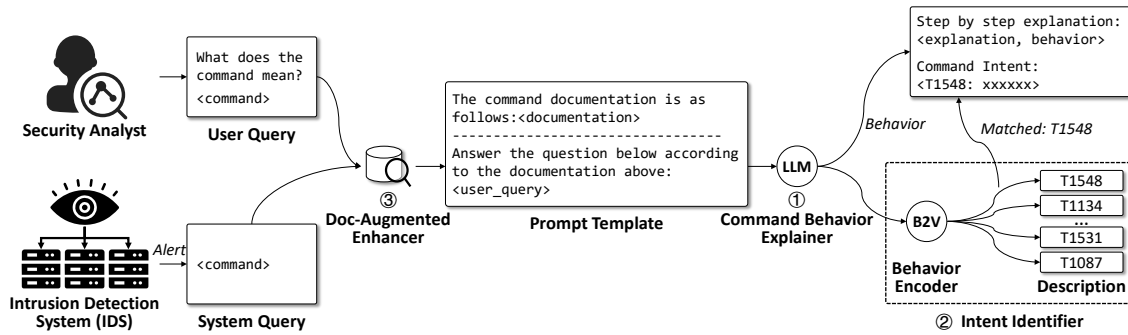 What does the
command mean?
<command>
Security Analyst
User Query
Alert
<command>
Intrusion Detection
System (IDS)
System Query
③
Doc-Augmented
Enhancer
The command documentation is as
follows:<documentation>
---------------------------------
Answer the question below according
to the documentation above:
<user_query>
Prompt Template
LLM
①
Command Behavior
Explainer
Behavior
Step by step explanation:
<explanation, behavior>
Command Intent:
<T1548: xxxxxx>
Matched: T1548
B2V
Behavior
Encoder
T1548
T1134
...
T1531
T1087
Description
② Intent Identifier